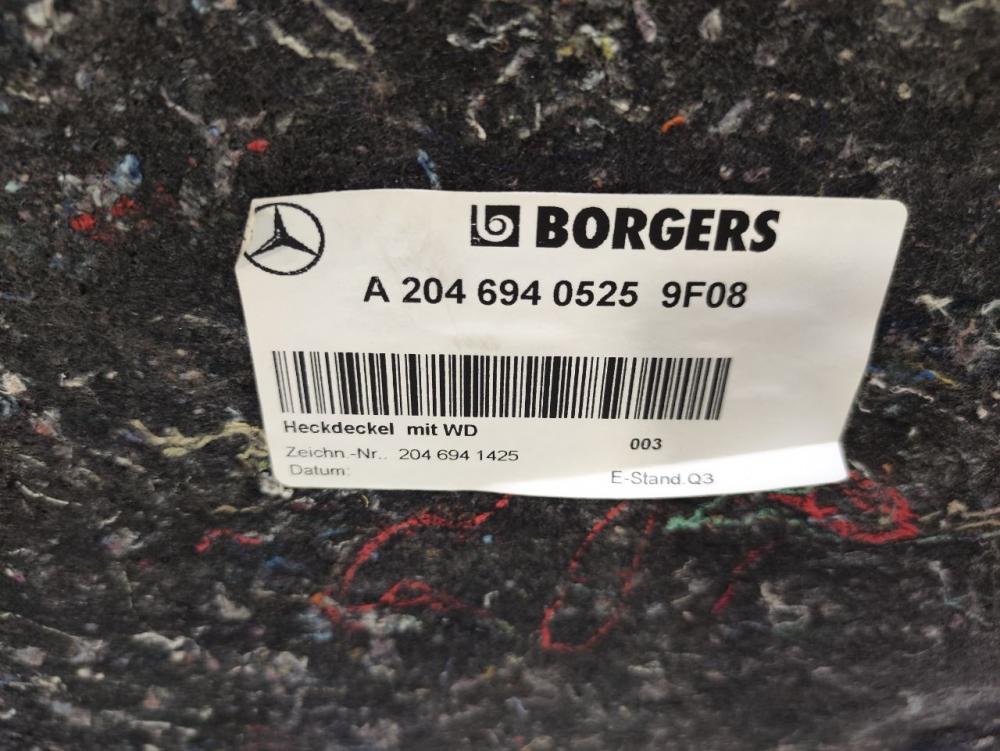 BORGERS
A 204 694 0525 9F08
Heckdeckel mit WD
003
Zeichn.-Nr.. 204 694 1425
Datum:
E-Stand.Q3